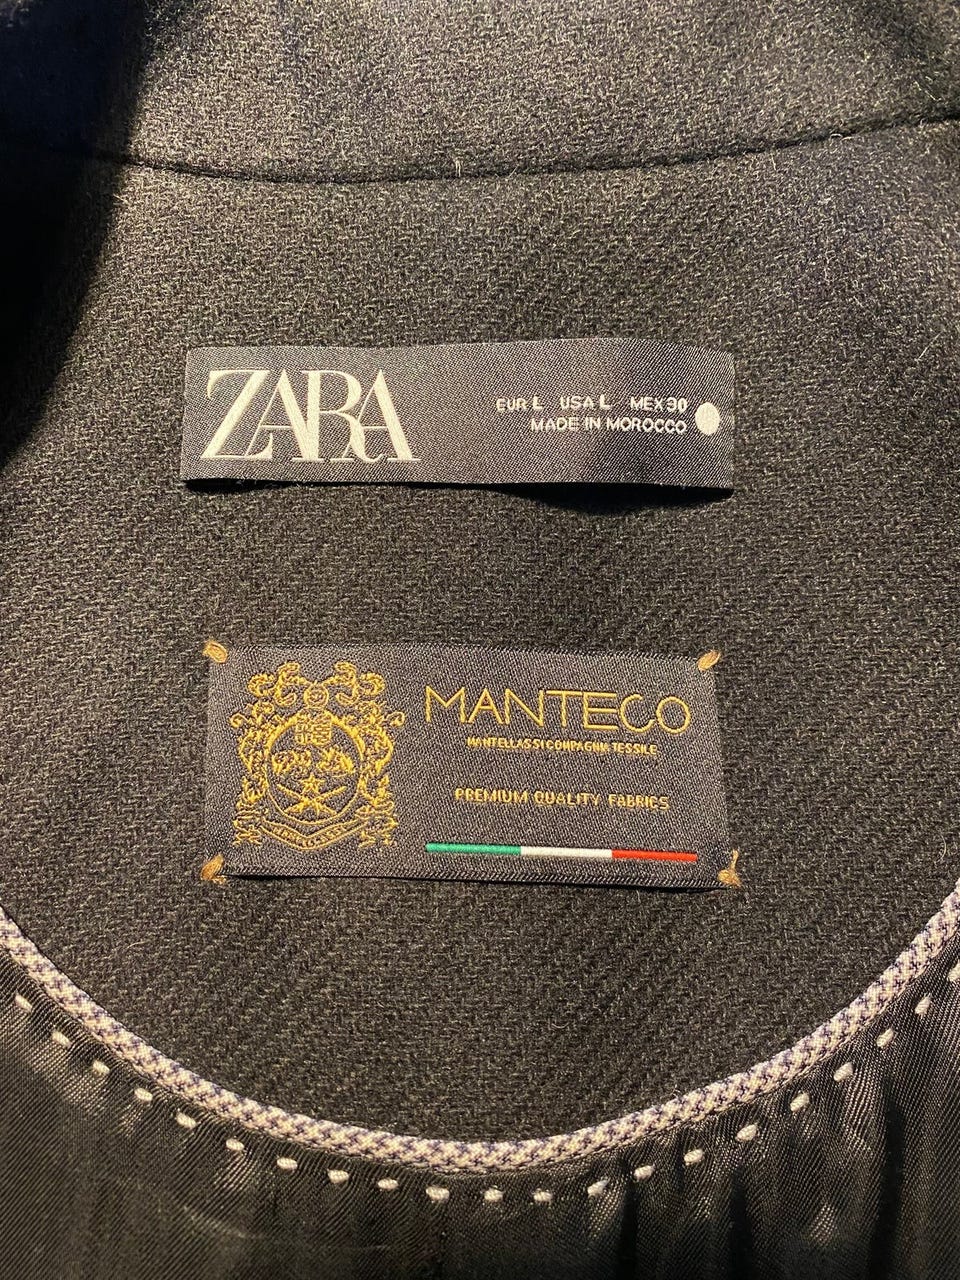 ZARA
EUR L USA L MEX 30
MADE IN MOROCCO
MANTECO
MANTELLASSI COMPAGNIA TESSILE
PREMIUM QUALITY FABRICS